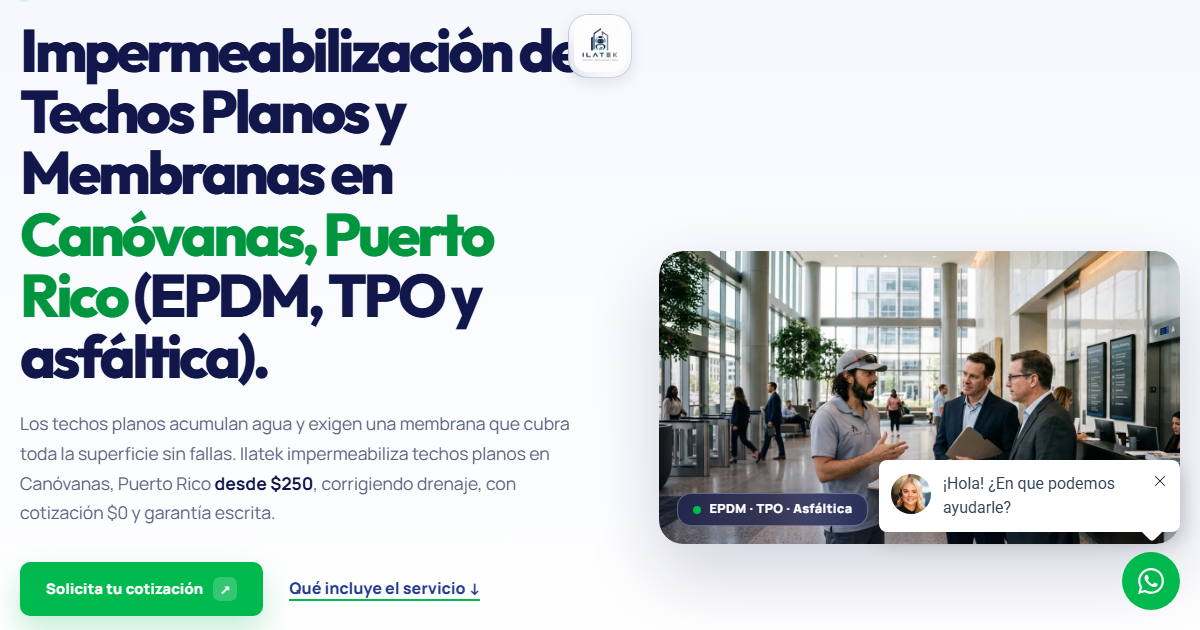 Impermeabilización de
Techos Planos y
Membranas en
Canóvanas, Puerto
Rico (EPDM, TPO y
asfáltica).
ILATEK
Los techos planos acumulan agua y exigen una membrana que cubra
toda la superficie sin fallas. Ilatek impermeabiliza techos planos en
Canóvanas, Puerto Rico desde $250, corrigiendo drenaje, con
cotización $0 y garantía escrita.
Solicita tu cotización ↗
Qué incluye el servicio ↓
EPDM · TPO · Asfáltica
¡Hola! ¿En que podemos
ayudarle?